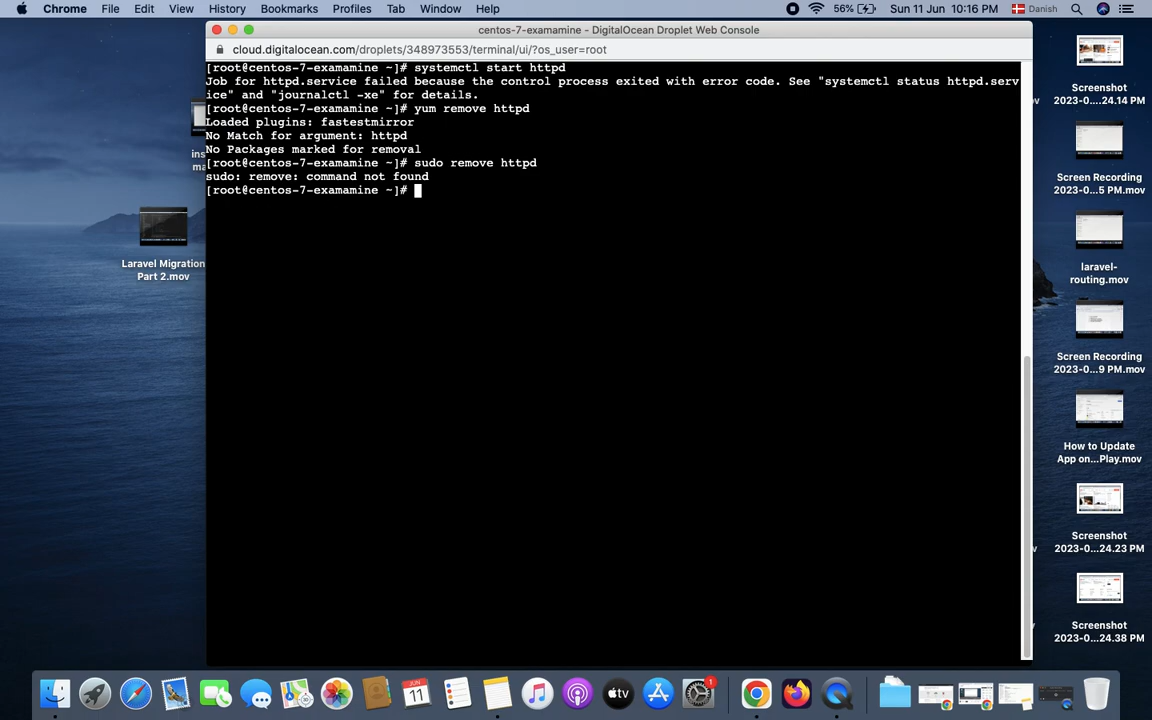 Chrome File Edit View History Bookmarks Profiles Tab Window Help 56% Sun 11 Jun 10:16 PM Danish
centos-7-examamine - DigitalOcean Droplet Web Console
cloud.digitalocean.com/droplets/348973553/terminal/ui/?os_user=root
[root@centos-7-examamine ~]# systemctl start httpd
Job for httpd.service failed because the control process exited with error code. See "systemctl status httpd.serv
ice" and "journalctl -xe" for details.
[root@centos-7-examamine ~]# yum remove httpd
Loaded plugins: fastestmirror
No Match for argument: httpd
No Packages marked for removal
[root@centos-7-examamine ~]# sudo remove httpd
sudo: remove: command not found
[root@centos-7-examamine ~]#
ins
ma
Laravel Migration
Part 2.mov
Screenshot
2023-0....24.14 PM
ov
Screen Recording
2023-0...5 PM.mov
laravel-
routing.mov
Screen Recording
2023-0...9 PM.mov
How to Update
App on...Play.mov
Screenshot
2023-0....24.23 PM
Screenshot
2023-0....24.38 PM
JUN
11
tv
1